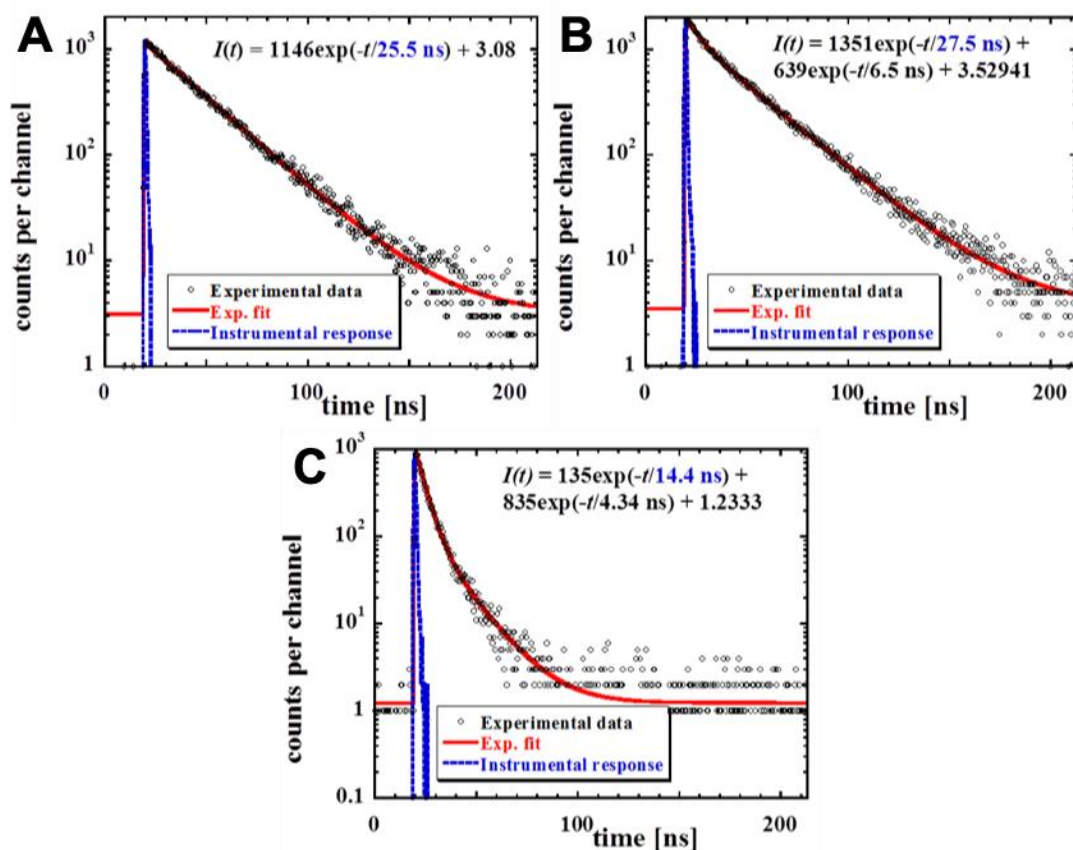 A
I(t) = 1146exp(-t/25.5 ns) + 3.08
10³
10²
10¹
1
counts per channel
Experimental data
Exp. fit
Instrumental response
0
100
200
time [ns]
B
I(t) = 1351exp(-t/27.5 ns) +
639exp(-t/6.5 ns) + 3.52941
10³
10²
10¹
1
counts per channel
Experimental data
Exp. fit
Instrumental response
0
100
200
time [ns]
C
I(t) = 135exp(-t/14.4 ns) +
835exp(-t/4.34 ns) + 1.2333
10³
10²
10¹
1
0.1
counts per channel
Experimental data
Exp. fit
Instrumental response
0
100
200
time [ns]